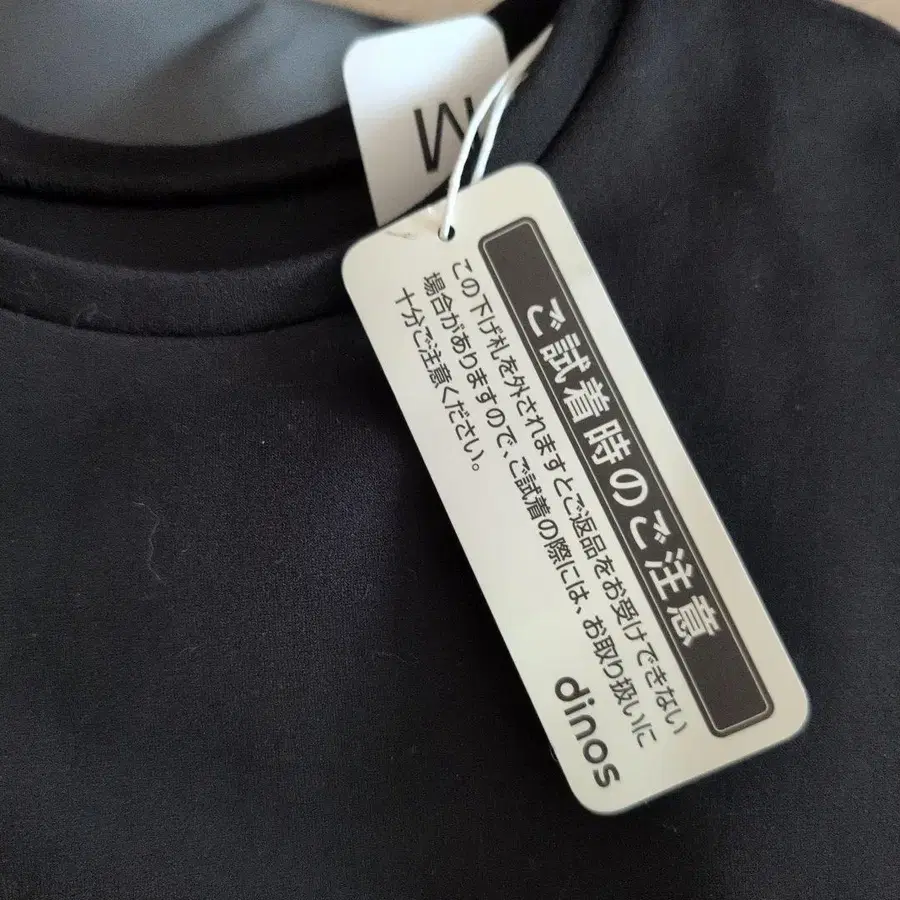 M
ご試着時のご注意
この下げ札を外されますとご返品をお受けできない
場合がありますので、ご試着の際には、お取り扱いに
十分ご注意ください。
dinos